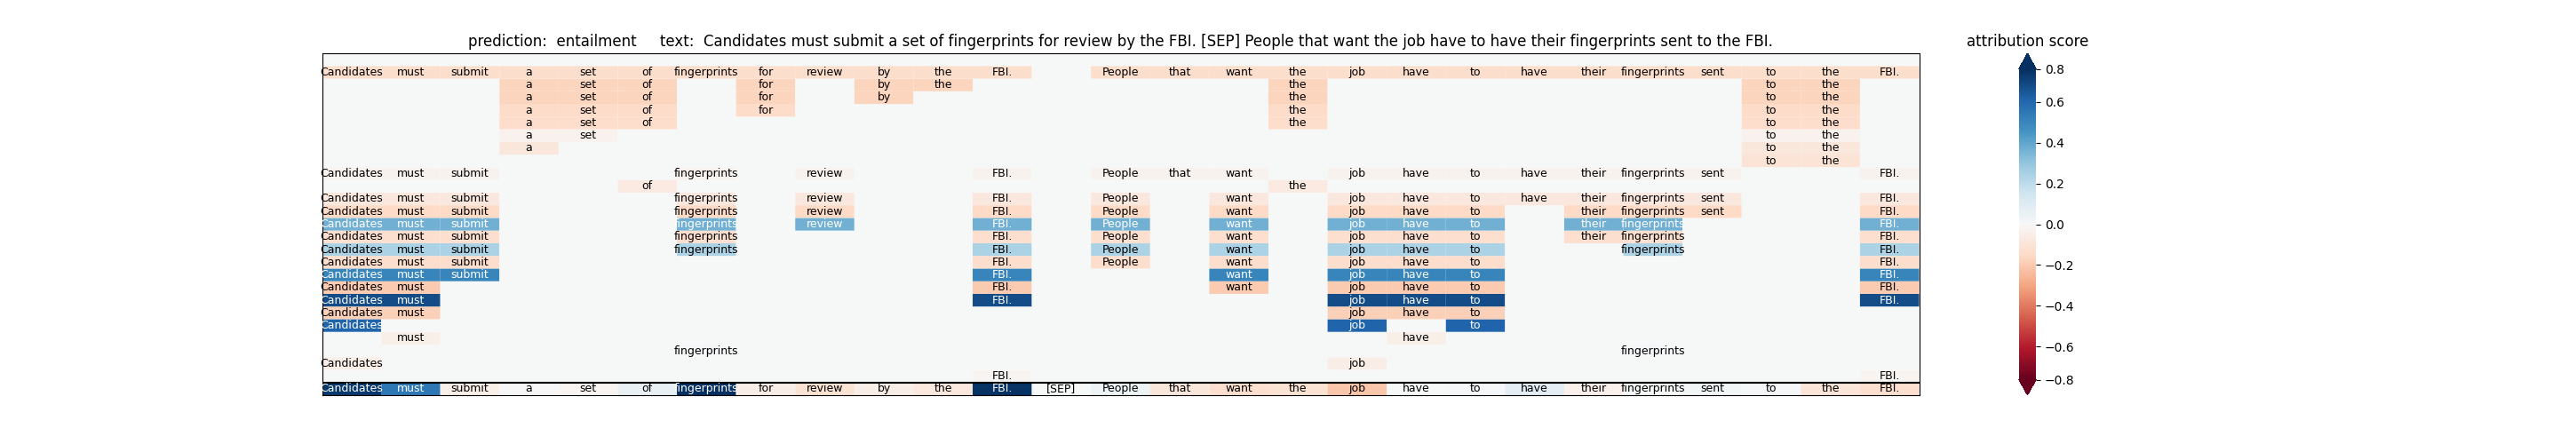 prediction: entailment text: Candidates must submit a set of fingerprints for review by the FBI. [SEP] People that want the job have to have their fingerprints sent to the FBI.
attribution score
Candidates must submit a set of fingerprints for review by the FBI. People that want the job have to have their fingerprints sent to the FBI.
a set of for by the the to the
a set of for by the to the
a set of for the to the
a set of the to the
a set to the
a to the
to the
Candidates must submit fingerprints review FBI. People that want job have to have their fingerprints sent FBI.
of the
Candidates must submit fingerprints review FBI. People want job have to have their fingerprints sent FBI.
Candidates must submit fingerprints review FBI. People want job have to their fingerprints sent FBI.
Candidates must submit fingerprints review FBI. People want job have to their fingerprints FBI.
Candidates must submit fingerprints FBI. People want job have to their fingerprints FBI.
Candidates must submit fingerprints FBI. People want job have to fingerprints FBI.
Candidates must submit FBI. People want job have to FBI.
Candidates must submit FBI. want job have to FBI.
Candidates must FBI. want job have to FBI.
Candidates must FBI. job have to FBI.
Candidates must job have to
Candidates job to
must have
fingerprints fingerprints
Candidates job
FBI. FBI.
Candidates must submit a set of fingerprints for review by the FBI. [SEP] People that want the job have to have their fingerprints sent to the FBI.
0.8
0.6
0.4
0.2
0.0
−0.2
−0.4
−0.6
−0.8